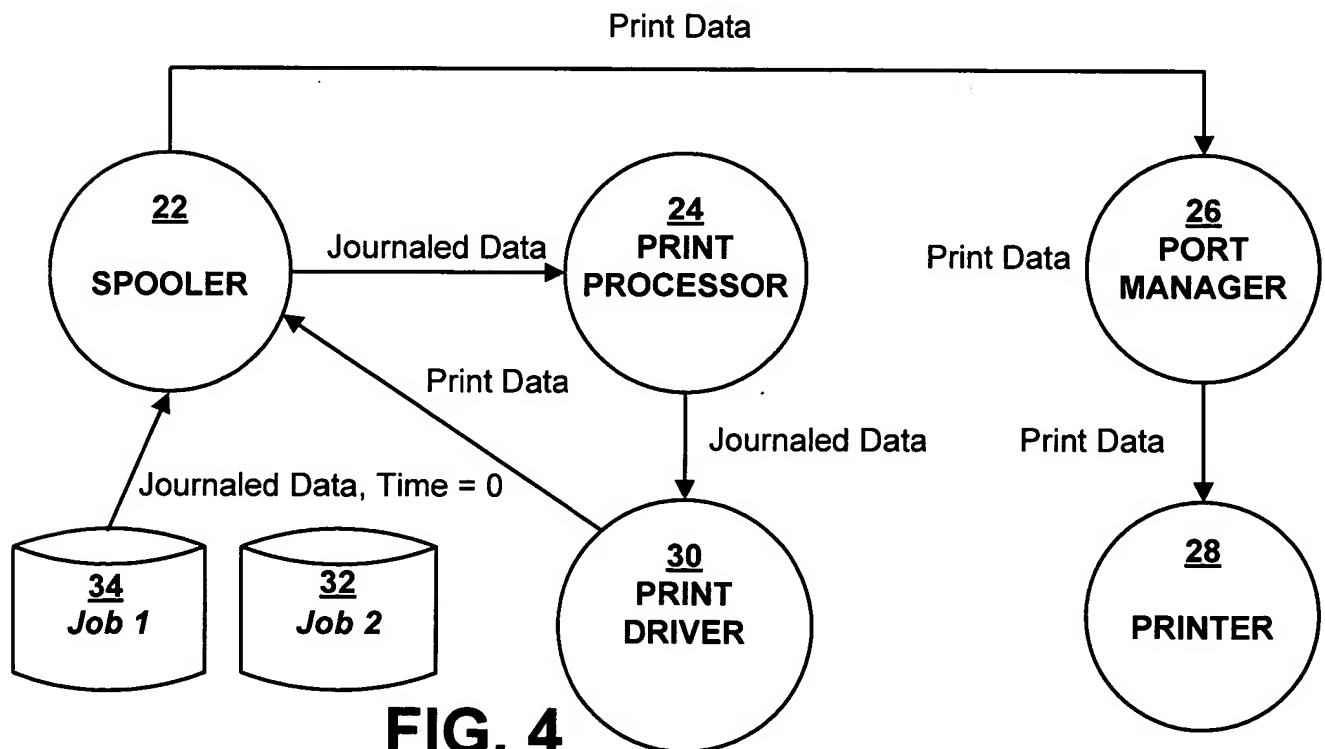 Print Data
22
SPOOLER
Journaled Data
24
PRINT
PROCESSOR
Print Data
26
PORT
MANAGER
Print Data
Journaled Data
Print Data
Journaled Data, Time = 0
34
Job 1
32
Job 2
30
PRINT
DRIVER
28
PRINTER
FIG. 4